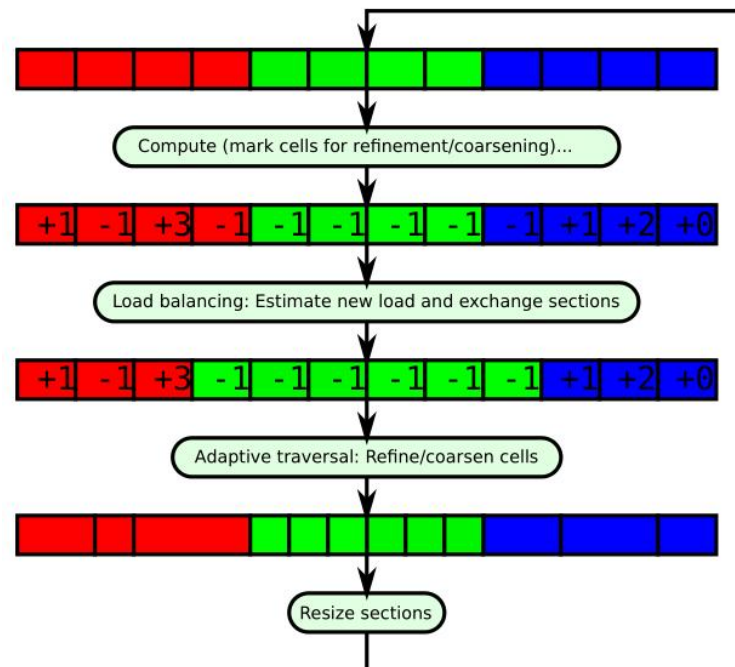 Compute (mark cells for refinement/coarsening)...
+1 -1 +3 -1 -1 -1 -1 -1 -1 +1 +2 +0
Load balancing: Estimate new load and exchange sections
+1 -1 +3 -1 -1 -1 -1 -1 -1 +1 +2 +0
Adaptive traversal: Refine/coarsen cells
Resize sections